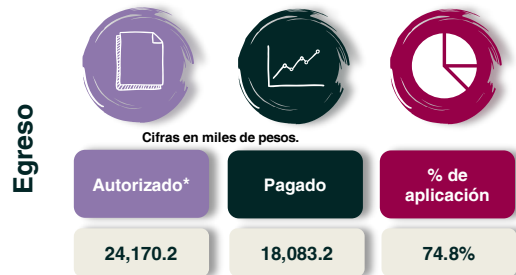 Egreso
Cifras en miles de pesos.
Autorizado* Pagado % de
aplicación
24,170.2 18,083.2 74.8%